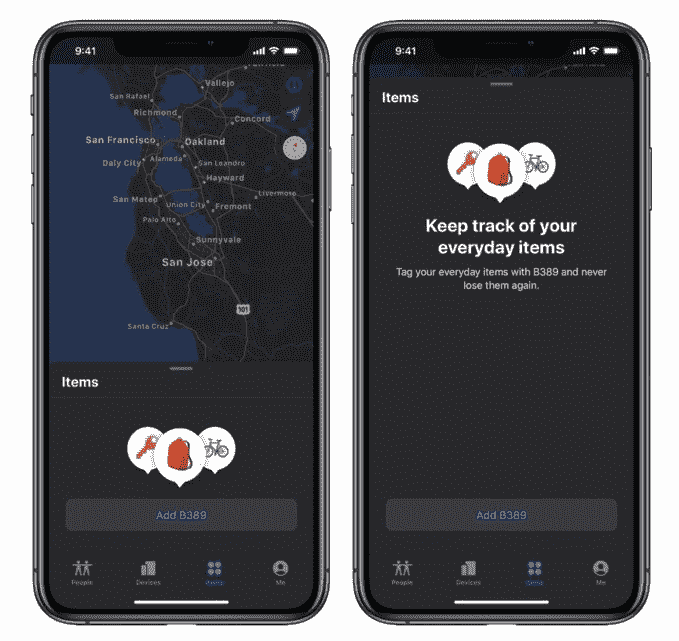 9:41
Vallejo
San Rafael
Richmond
Concord
San Francisco
Oakland
Daly City
Alameda
San Leandro
Hayward
Livermore
San Mateo
Union City
Fremont
Palo Alto
Sunnyvale
San Jose
101
Santa Cruz
Items
Add B389
People
Devices
Items
Me
9:41
Items
Keep track of your
everyday items
Tag your everyday items with B389 and never
lose them again.
Add B389
People
Devices
Items
Me